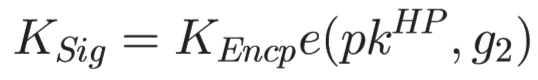 K_{Sig} = K_{Encp}e(pk^{HP}, g_2)